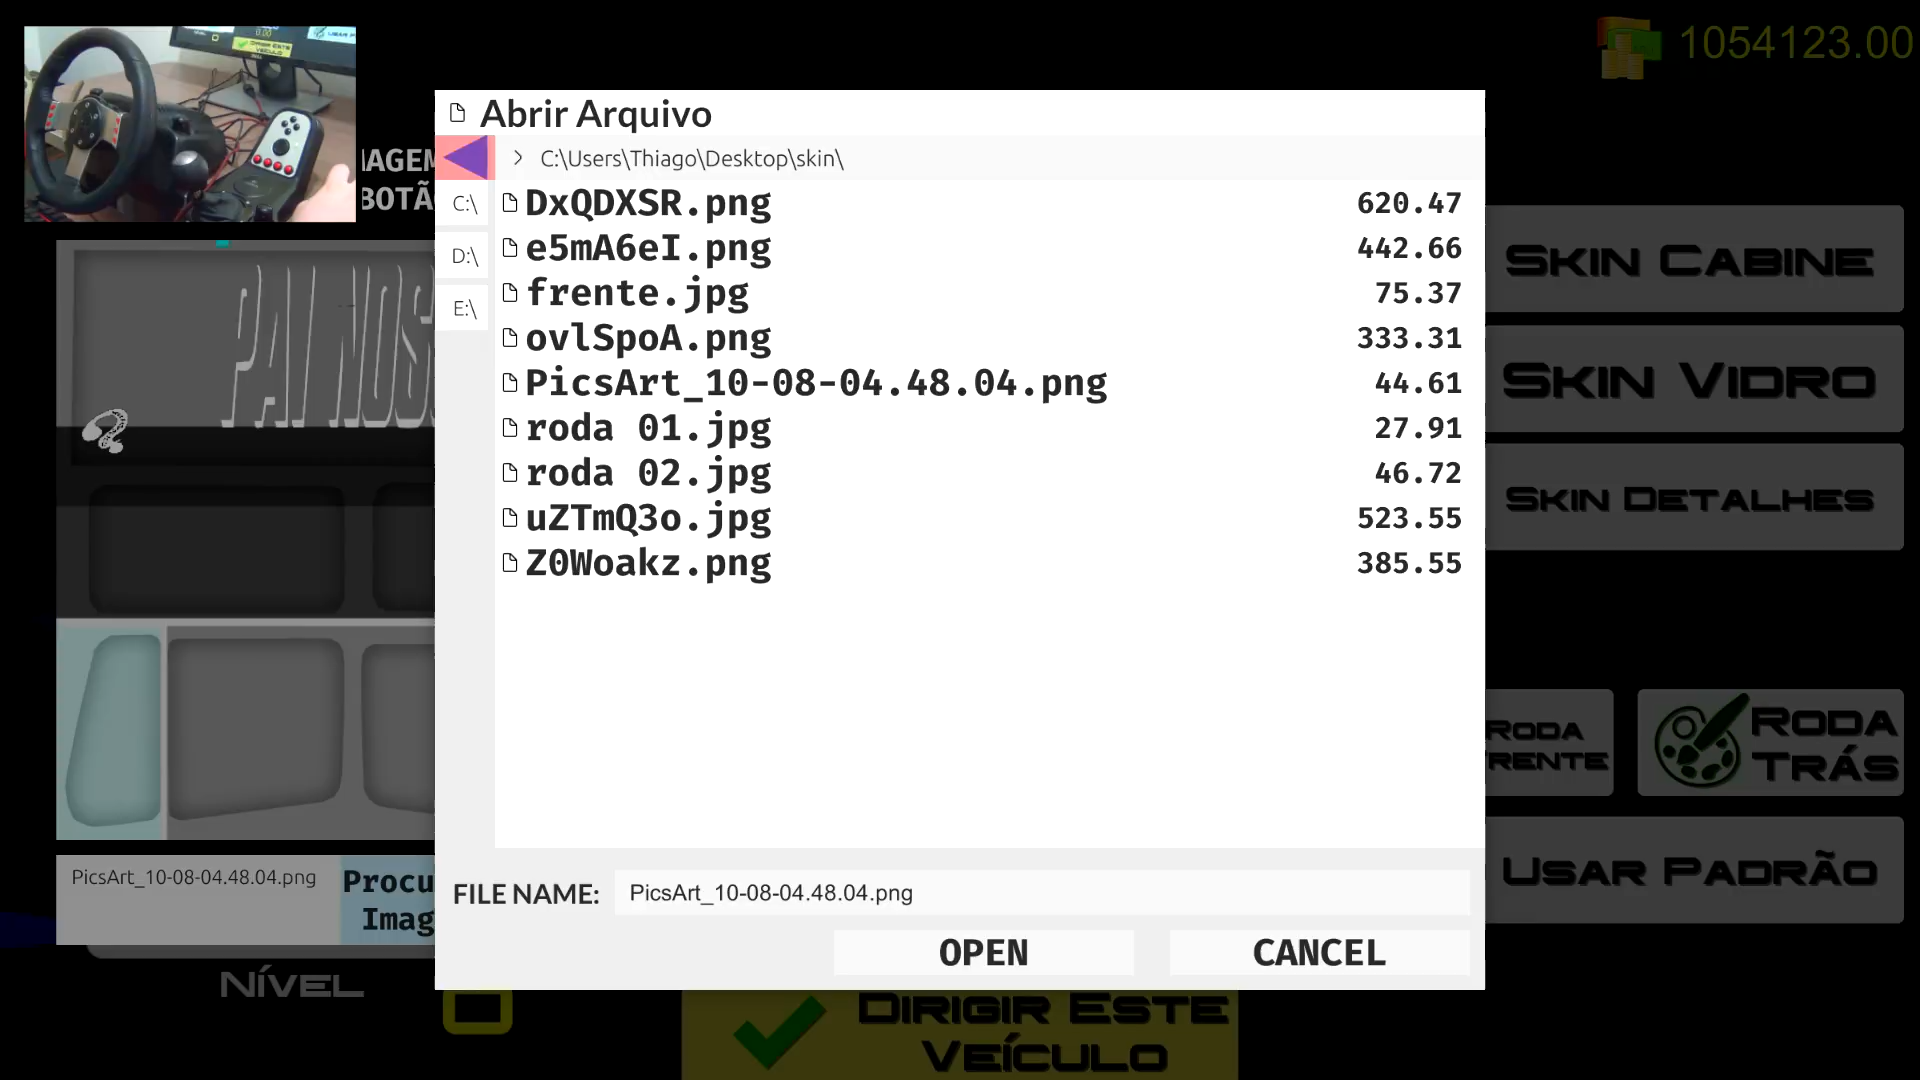 1054123.00
Abrir Arquivo
> C:\Users\Thiago\Desktop\skin\
C:\
D:\
E:\
DxQDXSR.png 620.47
e5mA6eI.png 442.66
frente.jpg 75.37
ovlSpoA.png 333.31
PicsArt_10-08-04.48.04.png 44.61
roda 01.jpg 27.91
roda 02.jpg 46.72
uZTmQ3o.jpg 523.55
Z0Woakz.png 385.55
FILE NAME: PicsArt_10-08-04.48.04.png
OPEN CANCEL
PAI NOS
PicsArt_10-08-04.48.04.png
Procu
Imag
NÍVEL
SKIN CABINE
SKIN VIDRO
SKIN DETALHES
RODA
TRÁS
USAR PADRÃO
DIRIGIR ESTE
VEÍCULO